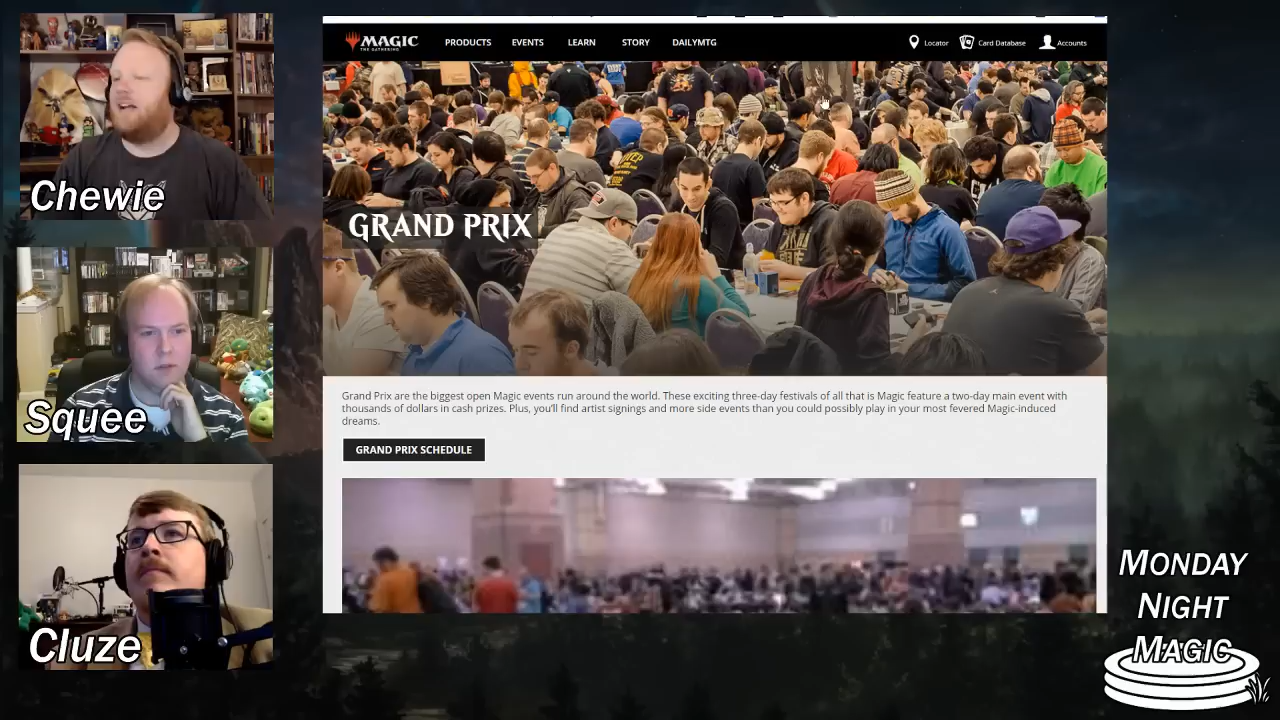 MAGIC
THE GATHERING
PRODUCTS
EVENTS
LEARN
STORY
DAILYMTG
Locator
Card Database
Accounts
Chewie
GRAND PRIX
Squee
Grand Prix are the biggest open Magic events run around the world. These exciting three-day festivals of all that is Magic feature a two-day main event with
thousands of dollars in cash prizes. Plus, you'll find artist signings and more side events than you could possibly play in your most fevered Magic-induced
dreams.
GRAND PRIX SCHEDULE
Cluze
MONDAY
NIGHT
MAGIC